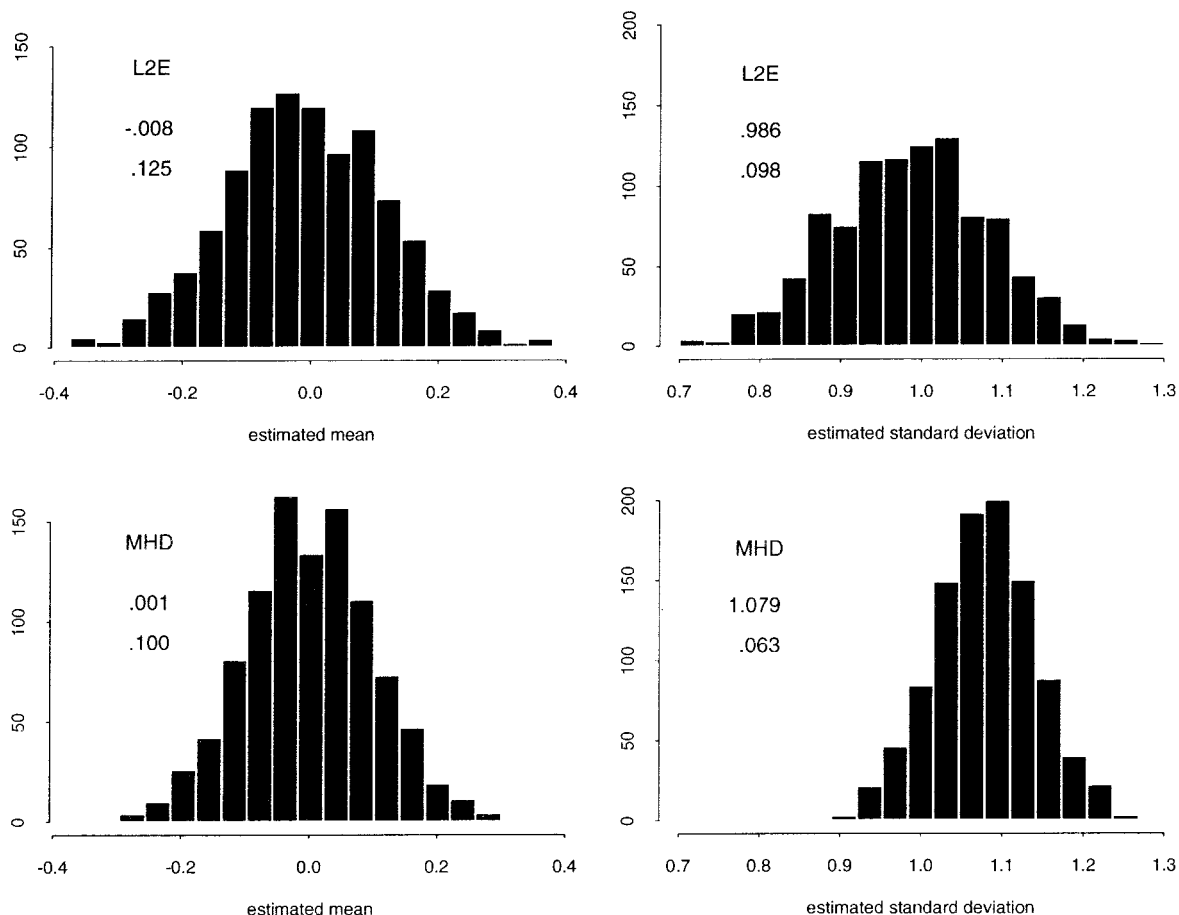 150
100
50
0
L2E
-.008
.125
-0.4 -0.2 0.0 0.2 0.4
estimated mean
200
150
100
50
0
L2E
.986
.098
0.7 0.8 0.9 1.0 1.1 1.2 1.3
estimated standard deviation
150
100
50
0
MHD
.001
.100
-0.4 -0.2 0.0 0.2 0.4
estimated mean
200
150
100
50
0
MHD
1.079
.063
0.7 0.8 0.9 1.0 1.1 1.2 1.3
estimated standard deviation